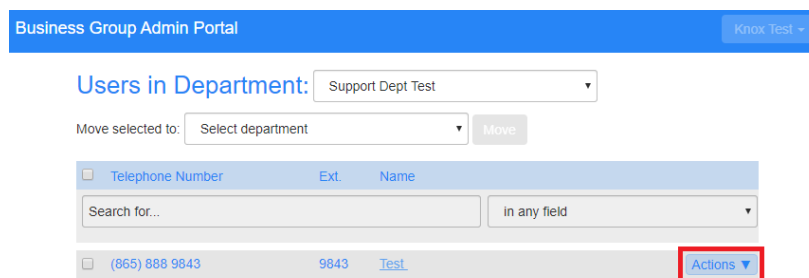 Business Group Admin Portal Knox Test
Users in Department: Support Dept Test
Move selected to: Select department Move
Telephone Number Ext. Name
Search for... in any field
(865) 888 9843 9843 Test Actions ▼